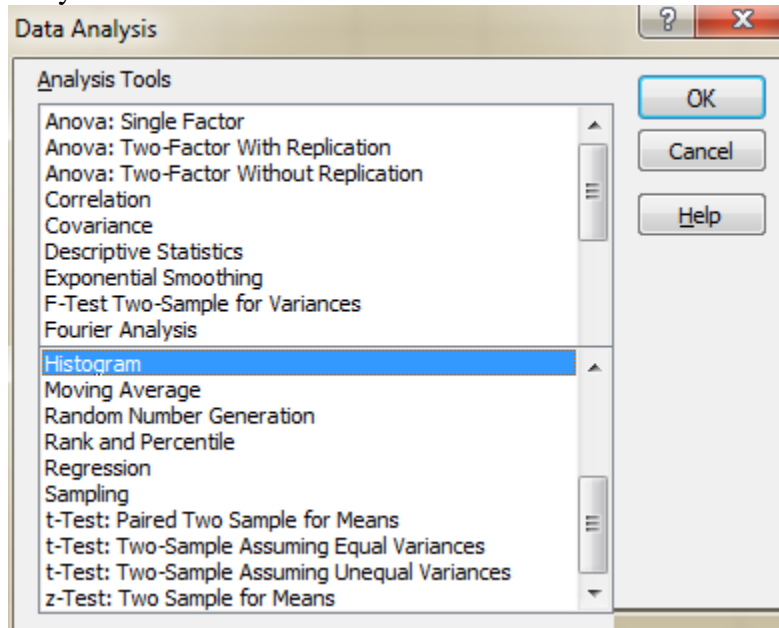 Data Analysis
Analysis Tools
OK
Cancel
Help
Anova: Single Factor
Anova: Two-Factor With Replication
Anova: Two-Factor Without Replication
Correlation
Covariance
Descriptive Statistics
Exponential Smoothing
F-Test Two-Sample for Variances
Fourier Analysis
Histogram
Moving Average
Random Number Generation
Rank and Percentile
Regression
Sampling
t-Test: Paired Two Sample for Means
t-Test: Two-Sample Assuming Equal Variances
t-Test: Two-Sample Assuming Unequal Variances
z-Test: Two Sample for Means